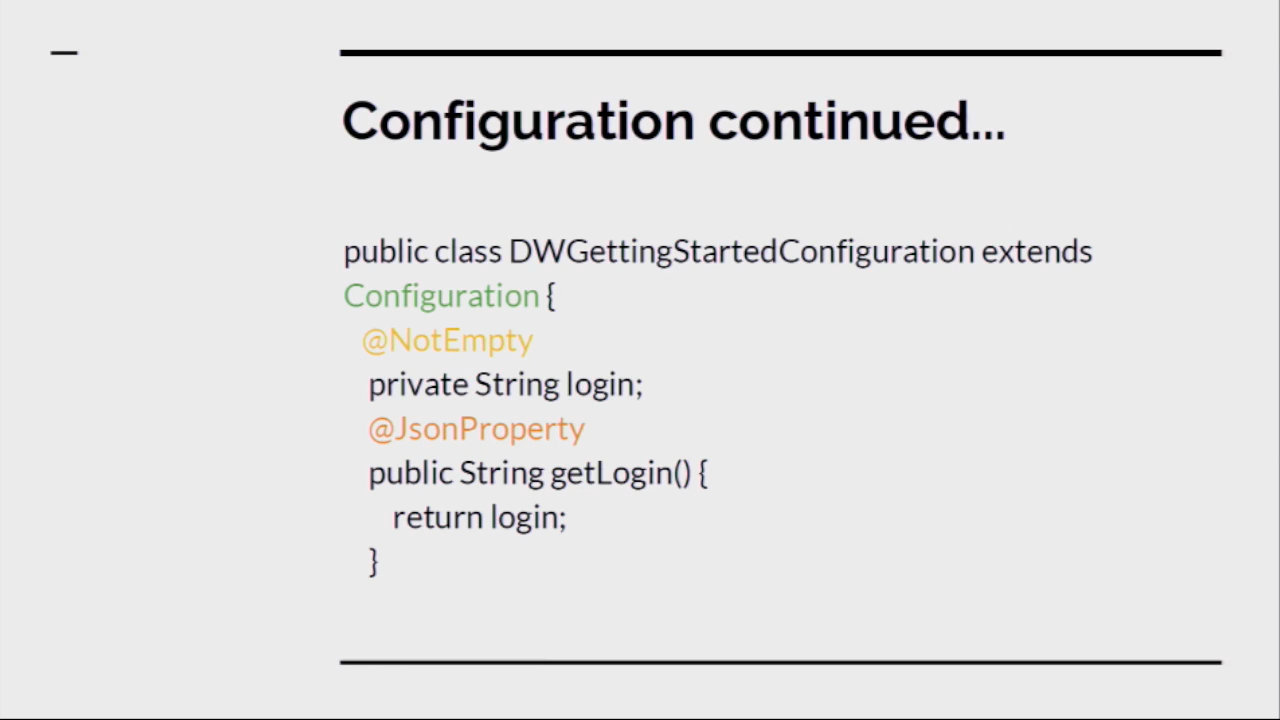 Configuration continued...
public class DWGettingStartedConfiguration extends
Configuration {
@NotEmpty
private String login;
@JsonProperty
public String getLogin() {
return login;
}